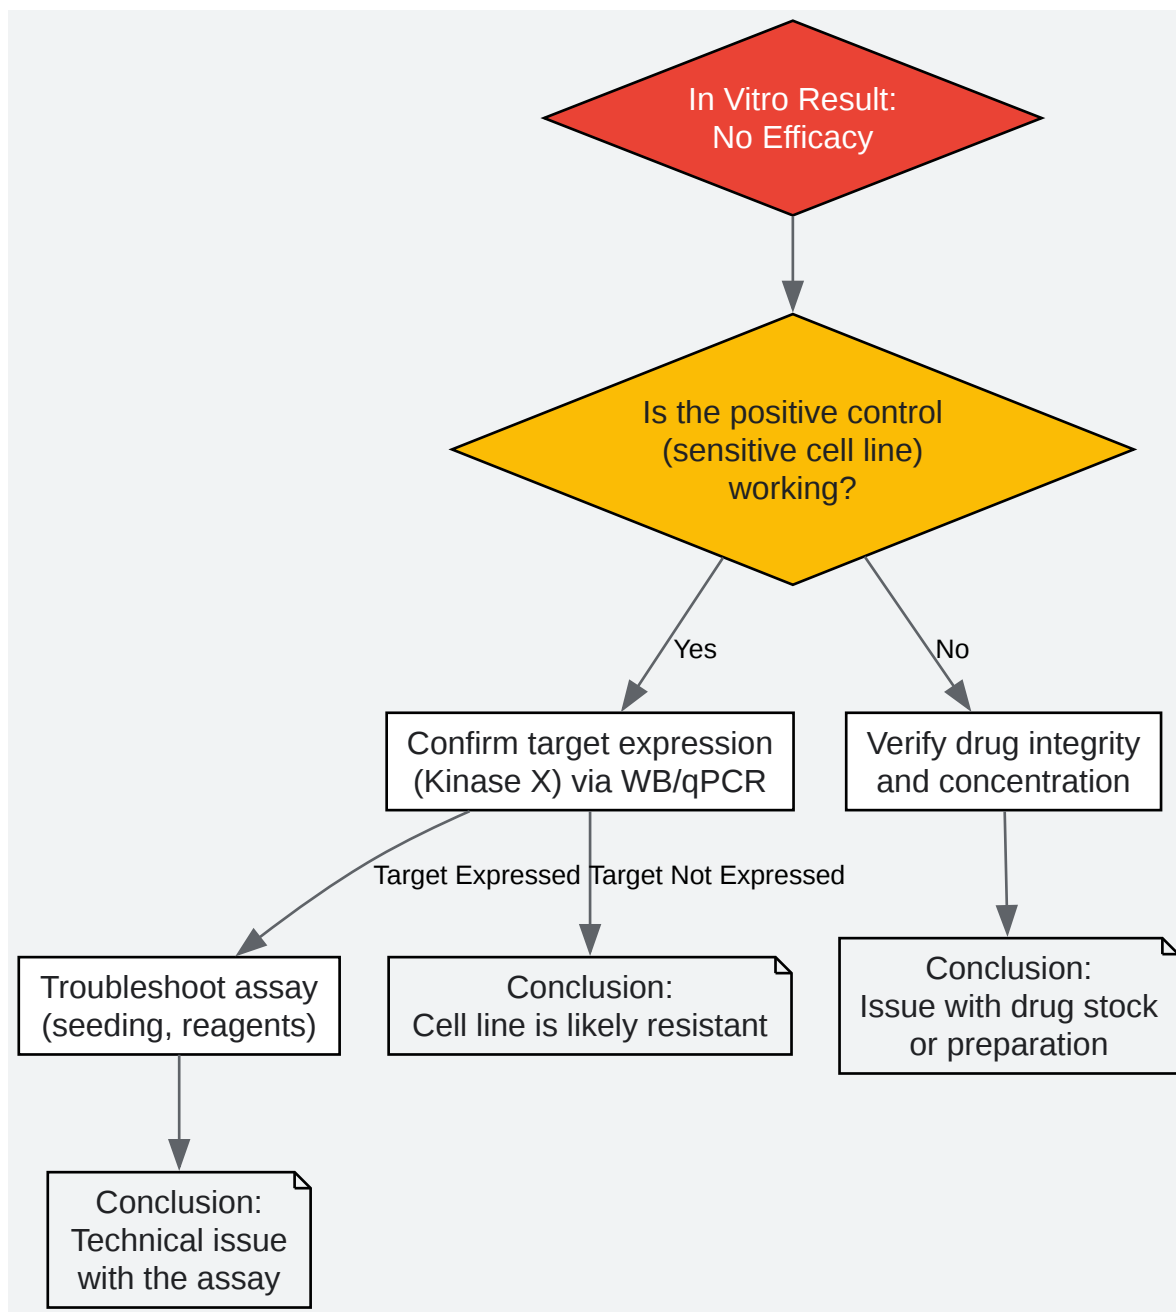 In Vitro Result:
No Efficacy
Is the positive control
(sensitive cell line)
working?
Yes
No
Confirm target expression
(Kinase X) via WB/qPCR
Verify drug integrity
and concentration
Target Expressed
Target Not Expressed
Troubleshoot assay
(seeding, reagents)
Conclusion:
Cell line is likely resistant
Conclusion:
Issue with drug stock
or preparation
Conclusion:
Technical issue
with the assay